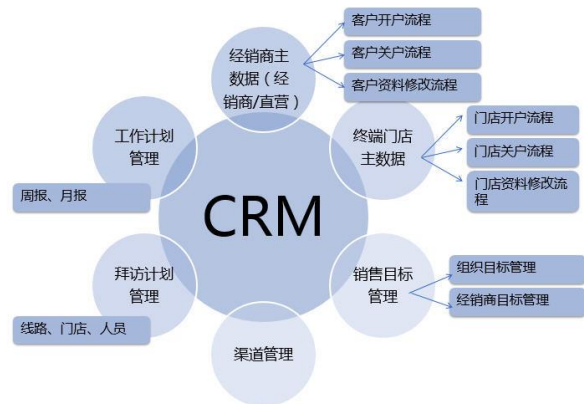 客户开户流程
客户关户流程
客户资料修改流程
经销商主
数据（经
销商/直营）
工作计划
管理
周报、月报
终端门店
主数据
门店开户流程
门店关户流程
门店资料修改流
程
CRM
拜访计划
管理
线路、门店、人员
销售目标
管理
组织目标管理
经销商目标管理
渠道管理